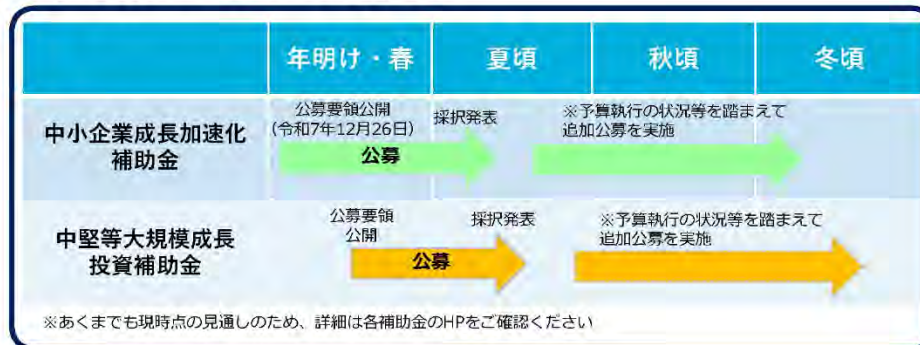 年明け・春 夏頃 秋頃 冬頃
中小企業成長加速化
補助金
公募要領公開
(令和7年12月26日)
公募
採択発表
※予算執行の状況等を踏まえて
追加公募を実施
中堅等大規模成長
投資補助金
公募要領
公開
公募
採択発表
※予算執行の状況等を踏まえて
追加公募を実施
※あくまでも現時点の見通しのため、詳細は各補助金のHPをご確認ください